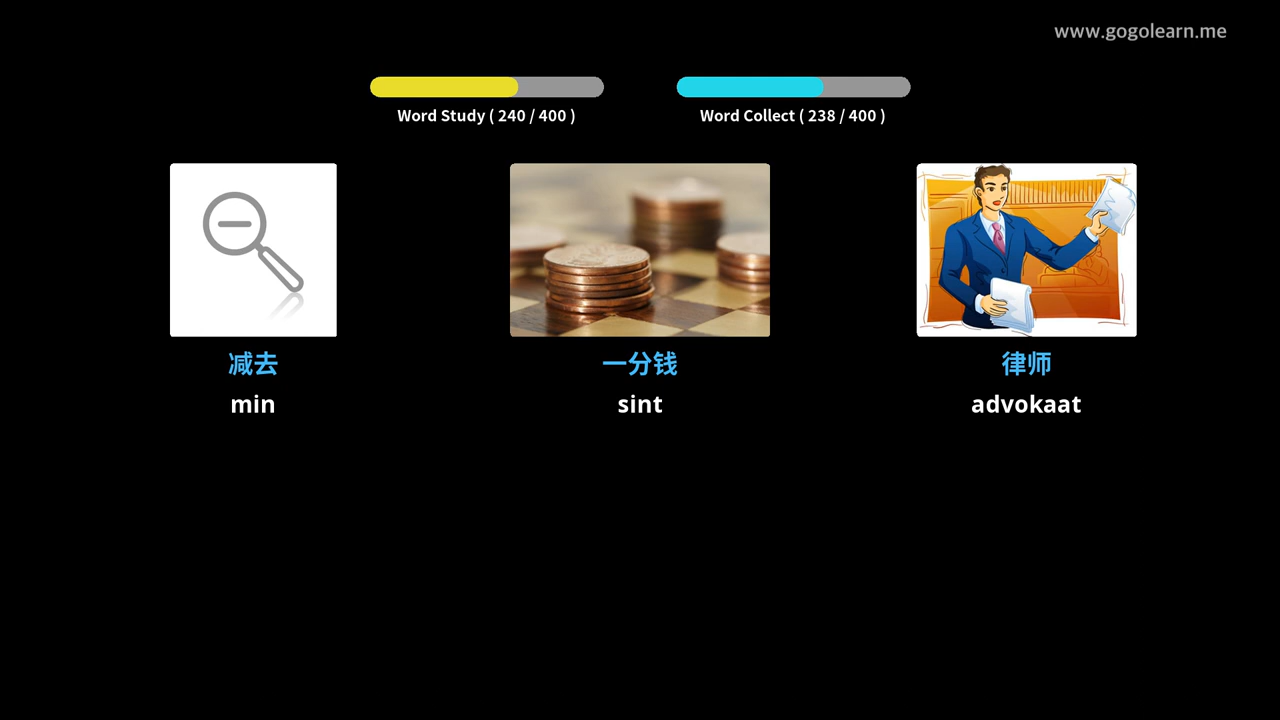 www.gogolearn.me
Word Study ( 240 / 400 )
Word Collect ( 238 / 400 )
减去
一分钱
律师
min
sint
advokaat